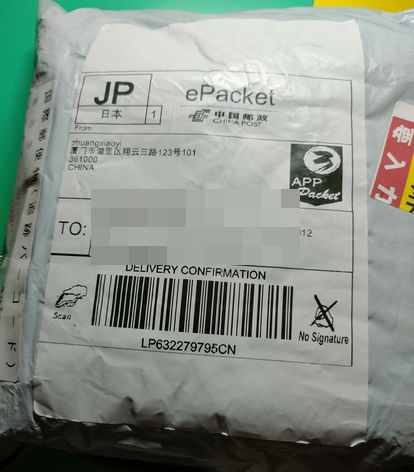 JP
日本
1
ePacket
中国邮政
CHINA POST
From
zhuangxiaoyi
厦门市湖里区翔云三路123号101
361000
CHINA
APP
Packet
TO:
012
DELIVERY CONFIRMATION
Scan
No Signature
LP632279795CN